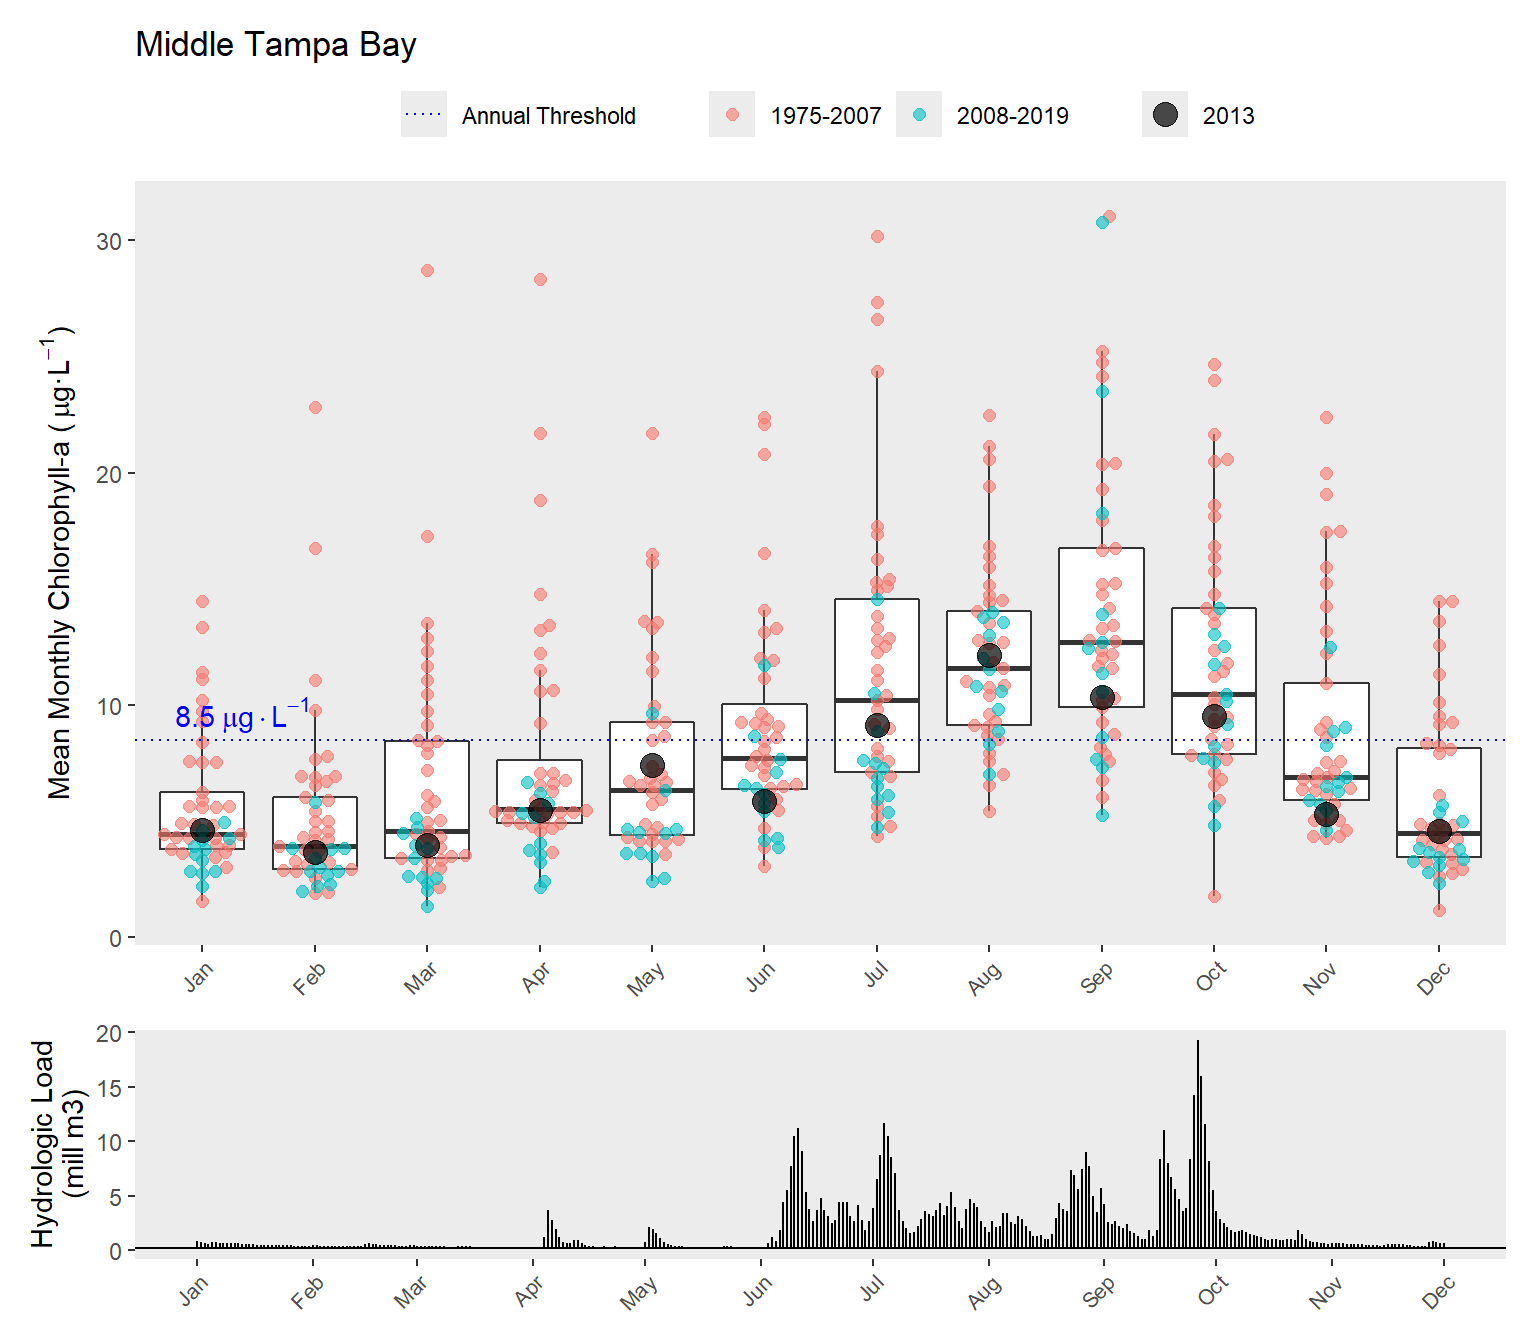 Middle Tampa Bay
Annual Threshold 1975-2007 2008-2019 2013
Mean Monthly Chlorophyll-a ( µg·L⁻¹)
30
20
10
0
8.5 µg·L⁻¹
Jan Feb Mar Apr May Jun Jul Aug Sep Oct Nov Dec
Hydrologic Load
(mill m3)
20
15
10
5
0
Jan Feb Mar Apr May Jun Jul Aug Sep Oct Nov Dec